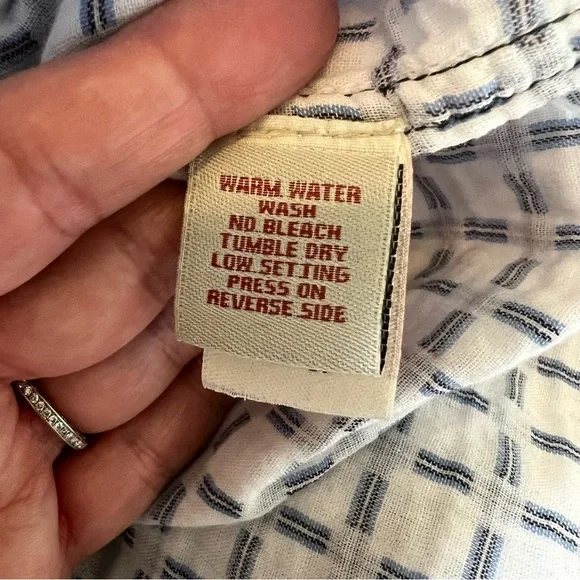 WARM WATER
WASH
NO BLEACH
TUMBLE DRY
LOW SETTING
PRESS ON
REVERSE SIDE